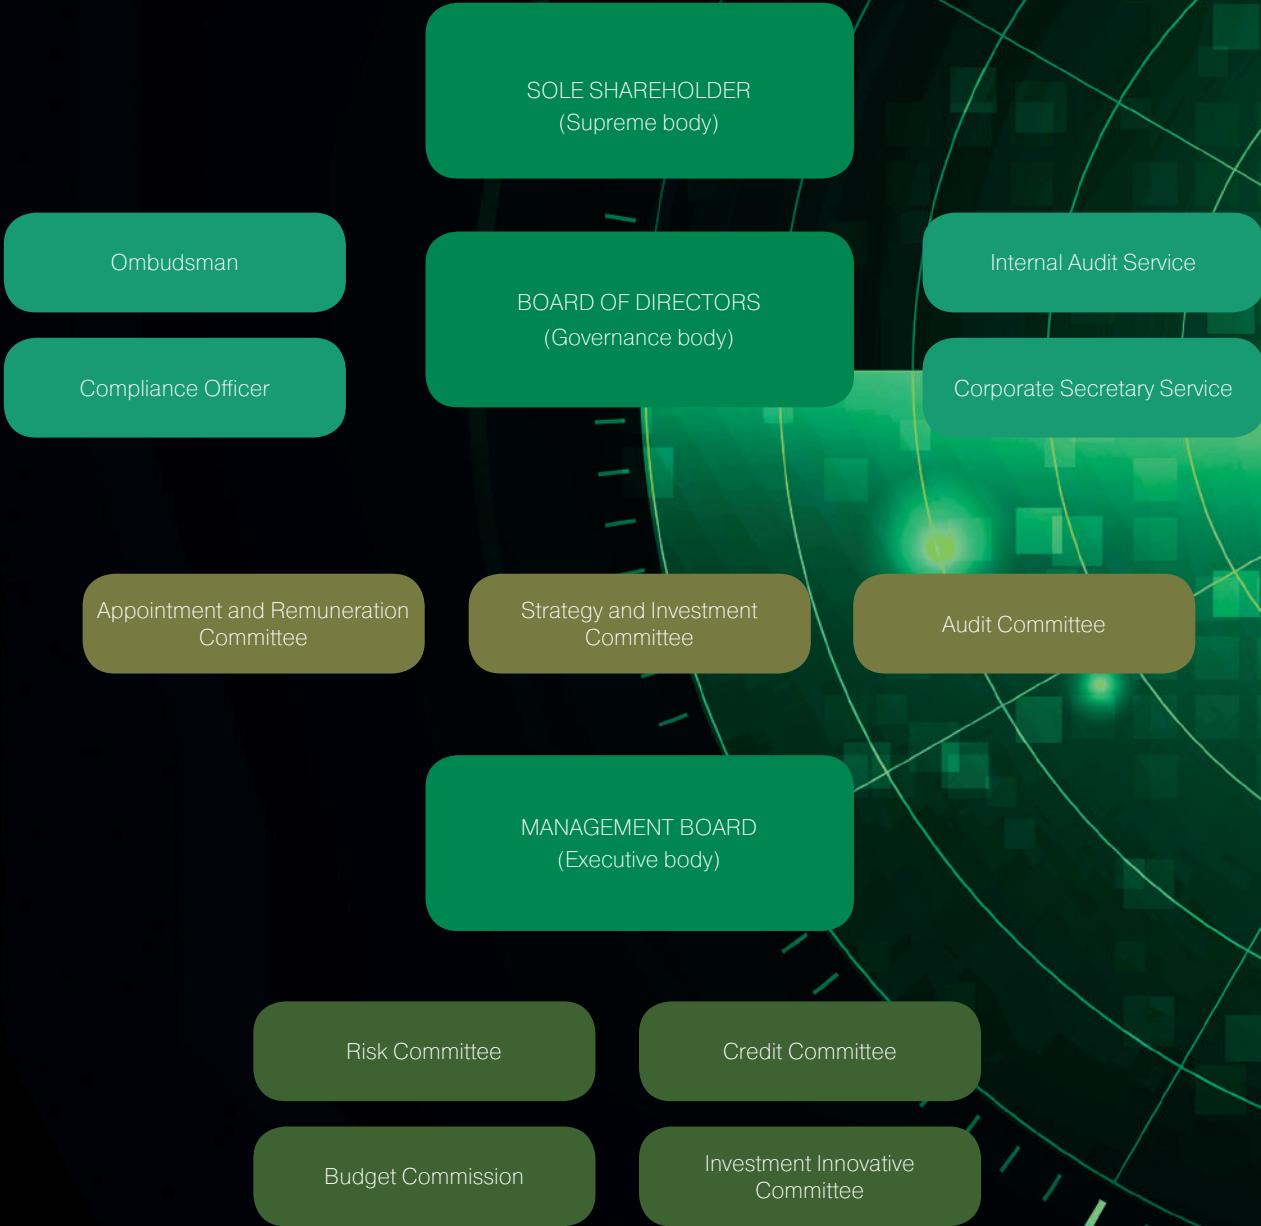 SOLE SHAREHOLDER
(Supreme body)
Ombudsman
BOARD OF DIRECTORS
(Governance body)
Internal Audit Service
Compliance Officer
Corporate Secretary Service
Appointment and Remuneration
Committee
Strategy and Investment
Committee
Audit Committee
MANAGEMENT BOARD
(Executive body)
Risk Committee
Credit Committee
Budget Commission
Investment Innovative
Committee